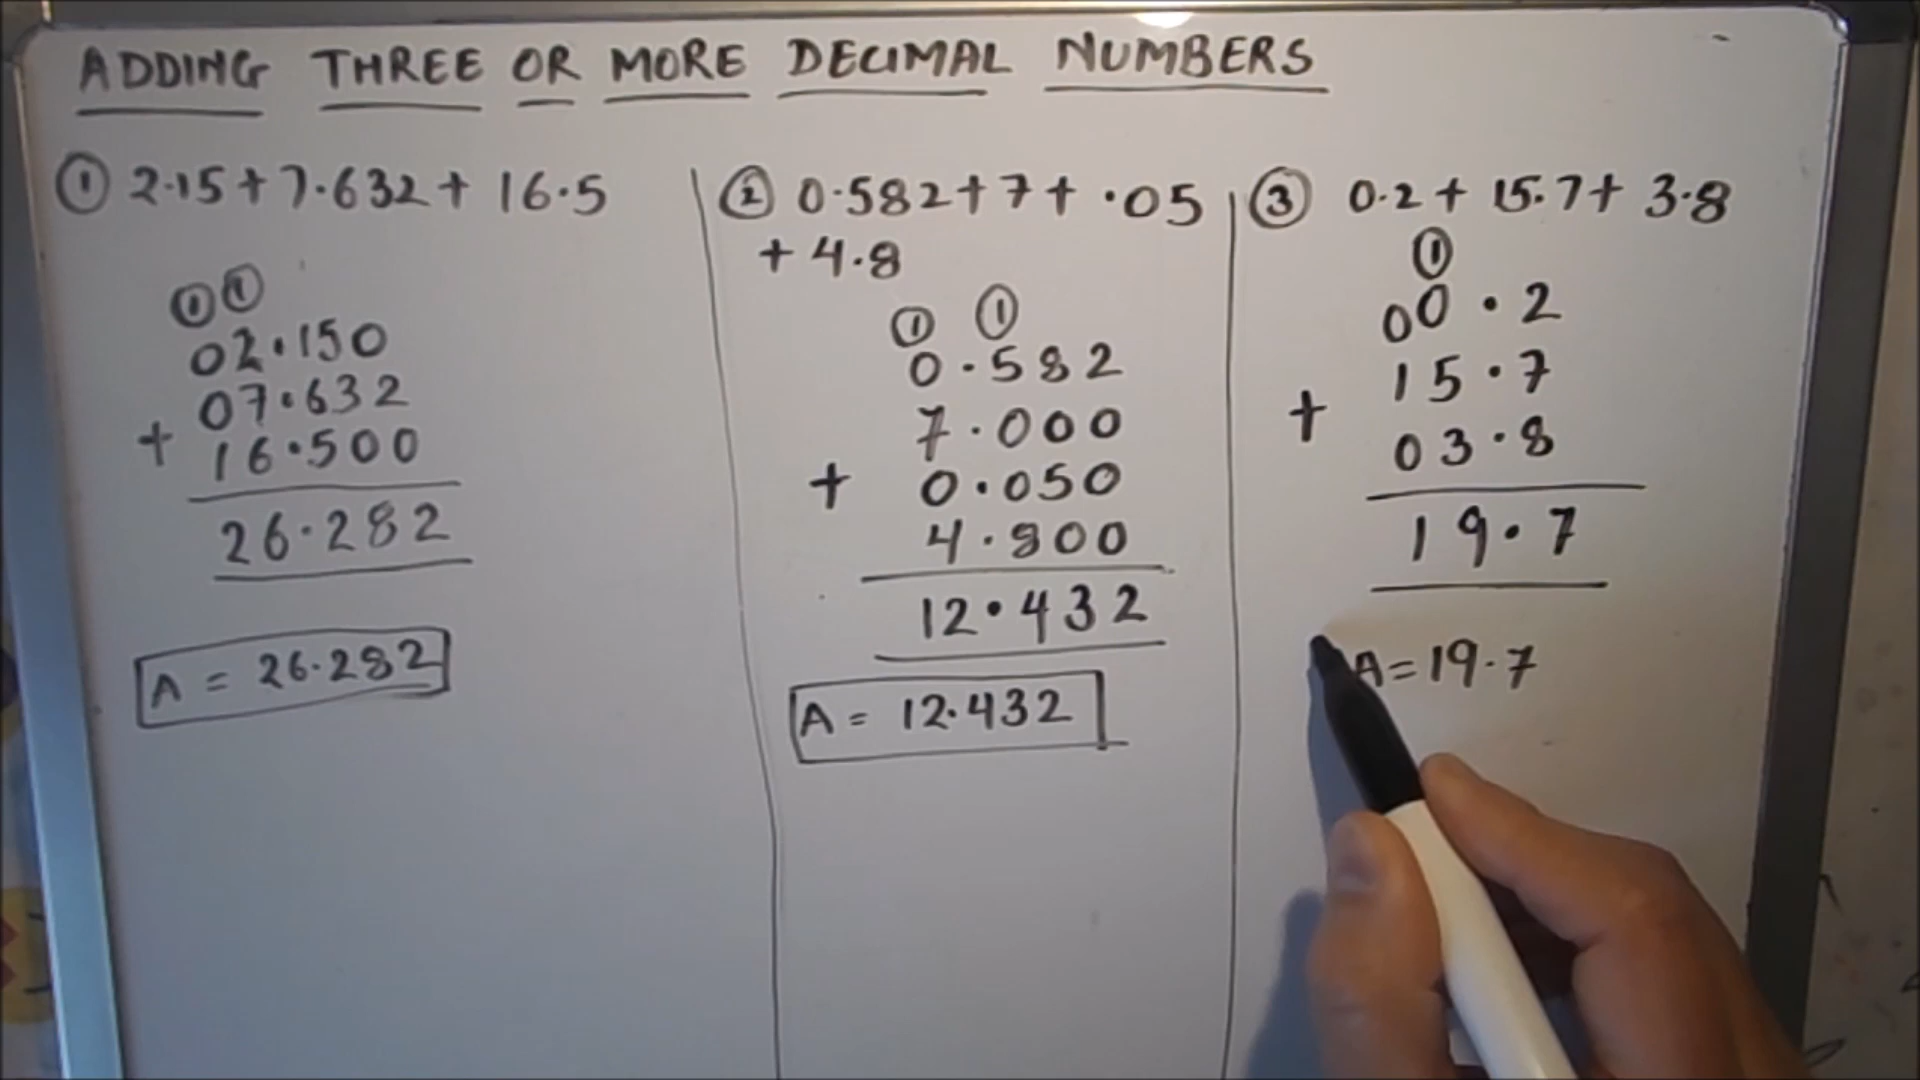 ADDING THREE OR MORE DECIMAL NUMBERS
① 2.15+7.632+ 16.5
① ①
02.150
07.632
+ 16.500
26.282
A = 26.282
② 0.582+7+ .05
+ 4.8
① ①
0.582
7.000
+ 0.050
4.800
12.432
A = 12.432
③ 0.2+ 15.7+ 3.8
①
00.2
15.7
+ 03.8
19.7
A=19.7